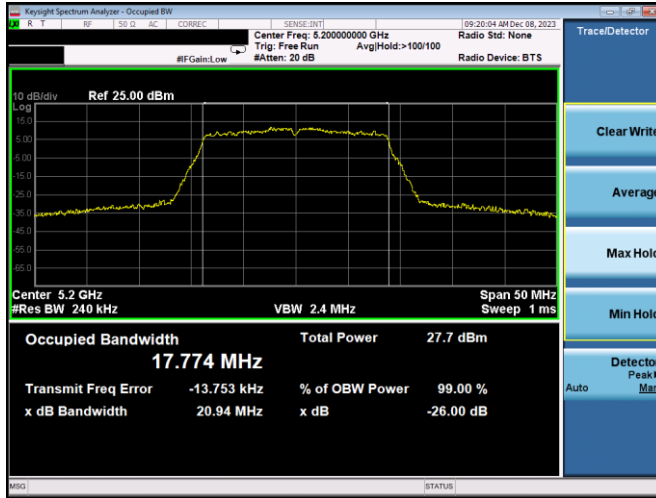 Keysight Spectrum Analyzer - Occupied BW
R T RF 50 Ω AC CORREC SENSE:INT 09:20:04 AM Dec 08, 2023
Center Freq: 5.200000000 GHz Radio Std: None
Trig: Free Run Avg|Hold:>100/100
#IFGain:Low #Atten: 20 dB Radio Device: BTS
10 dB/div Ref 25.00 dBm
Log
15.0
5.00
-5.00
-15.0
-25.0
-35.0
-45.0
-55.0
-65.0
Center 5.2 GHz Span 50 MHz
#Res BW 240 kHz VBW 2.4 MHz Sweep 1 ms
Occupied Bandwidth Total Power 27.7 dBm
17.774 MHz
Transmit Freq Error -13.753 kHz % of OBW Power 99.00 %
x dB Bandwidth 20.94 MHz x dB -26.00 dB
MSG STATUS
Trace/Detector
Clear Write
Average
Max Hold
Min Hold
Detector
Peak
Auto Man